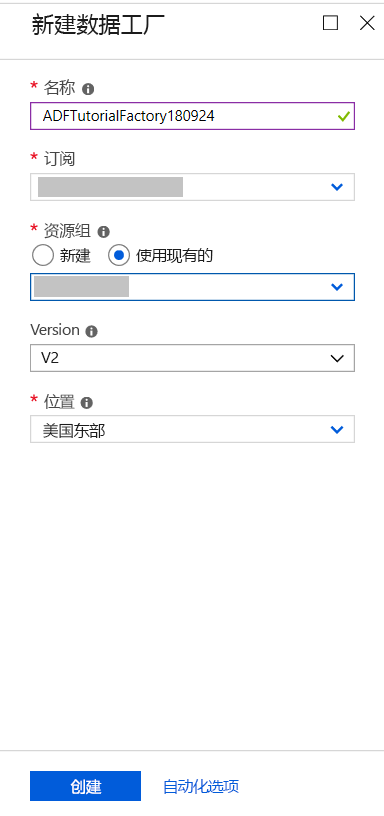 新建数据工厂
* 名称
ADFTutorialFactory180924
* 订阅
* 资源组
新建 使用现有的
Version
V2
* 位置
美国东部
创建 自动化选项